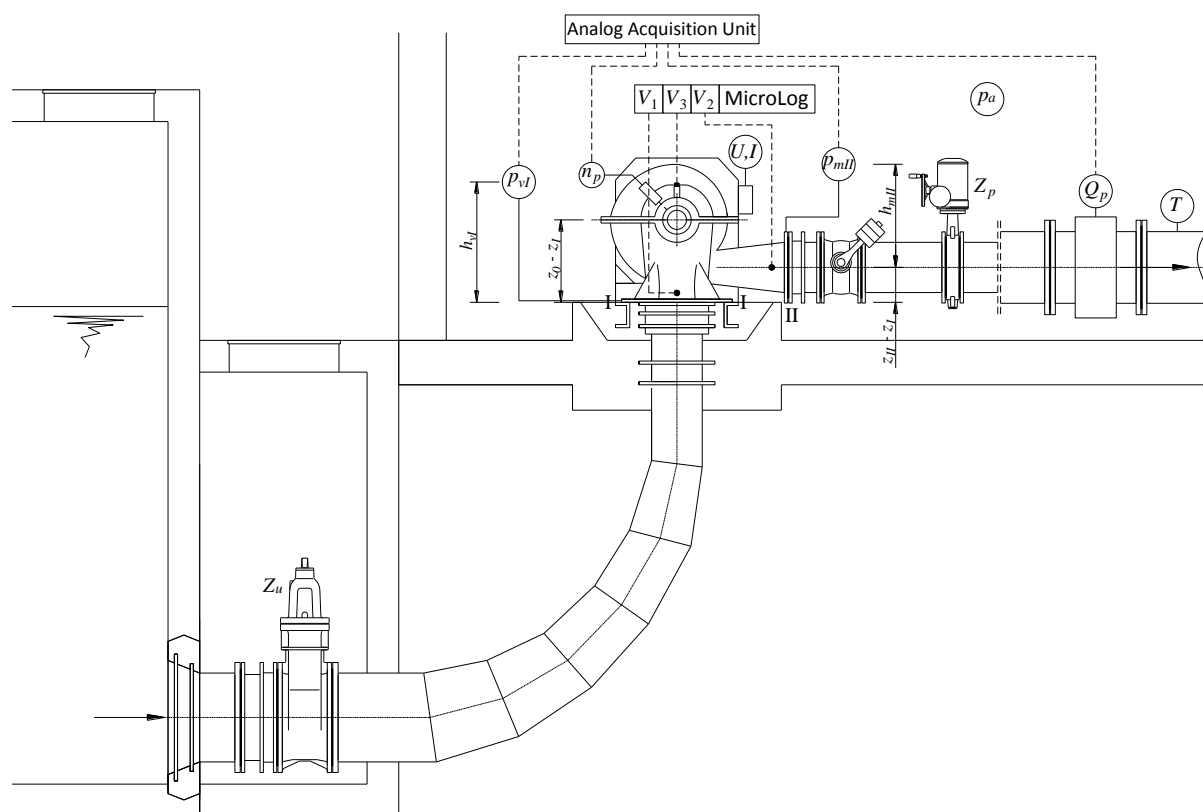 Analog Acquisition Unit
V1 V3 V2 MicroLog
pa
U,I
pvI
np
pmII
Zp
Qp
T
hvI
z0 - zI
hmII
I I
II
zII - zI
Zu